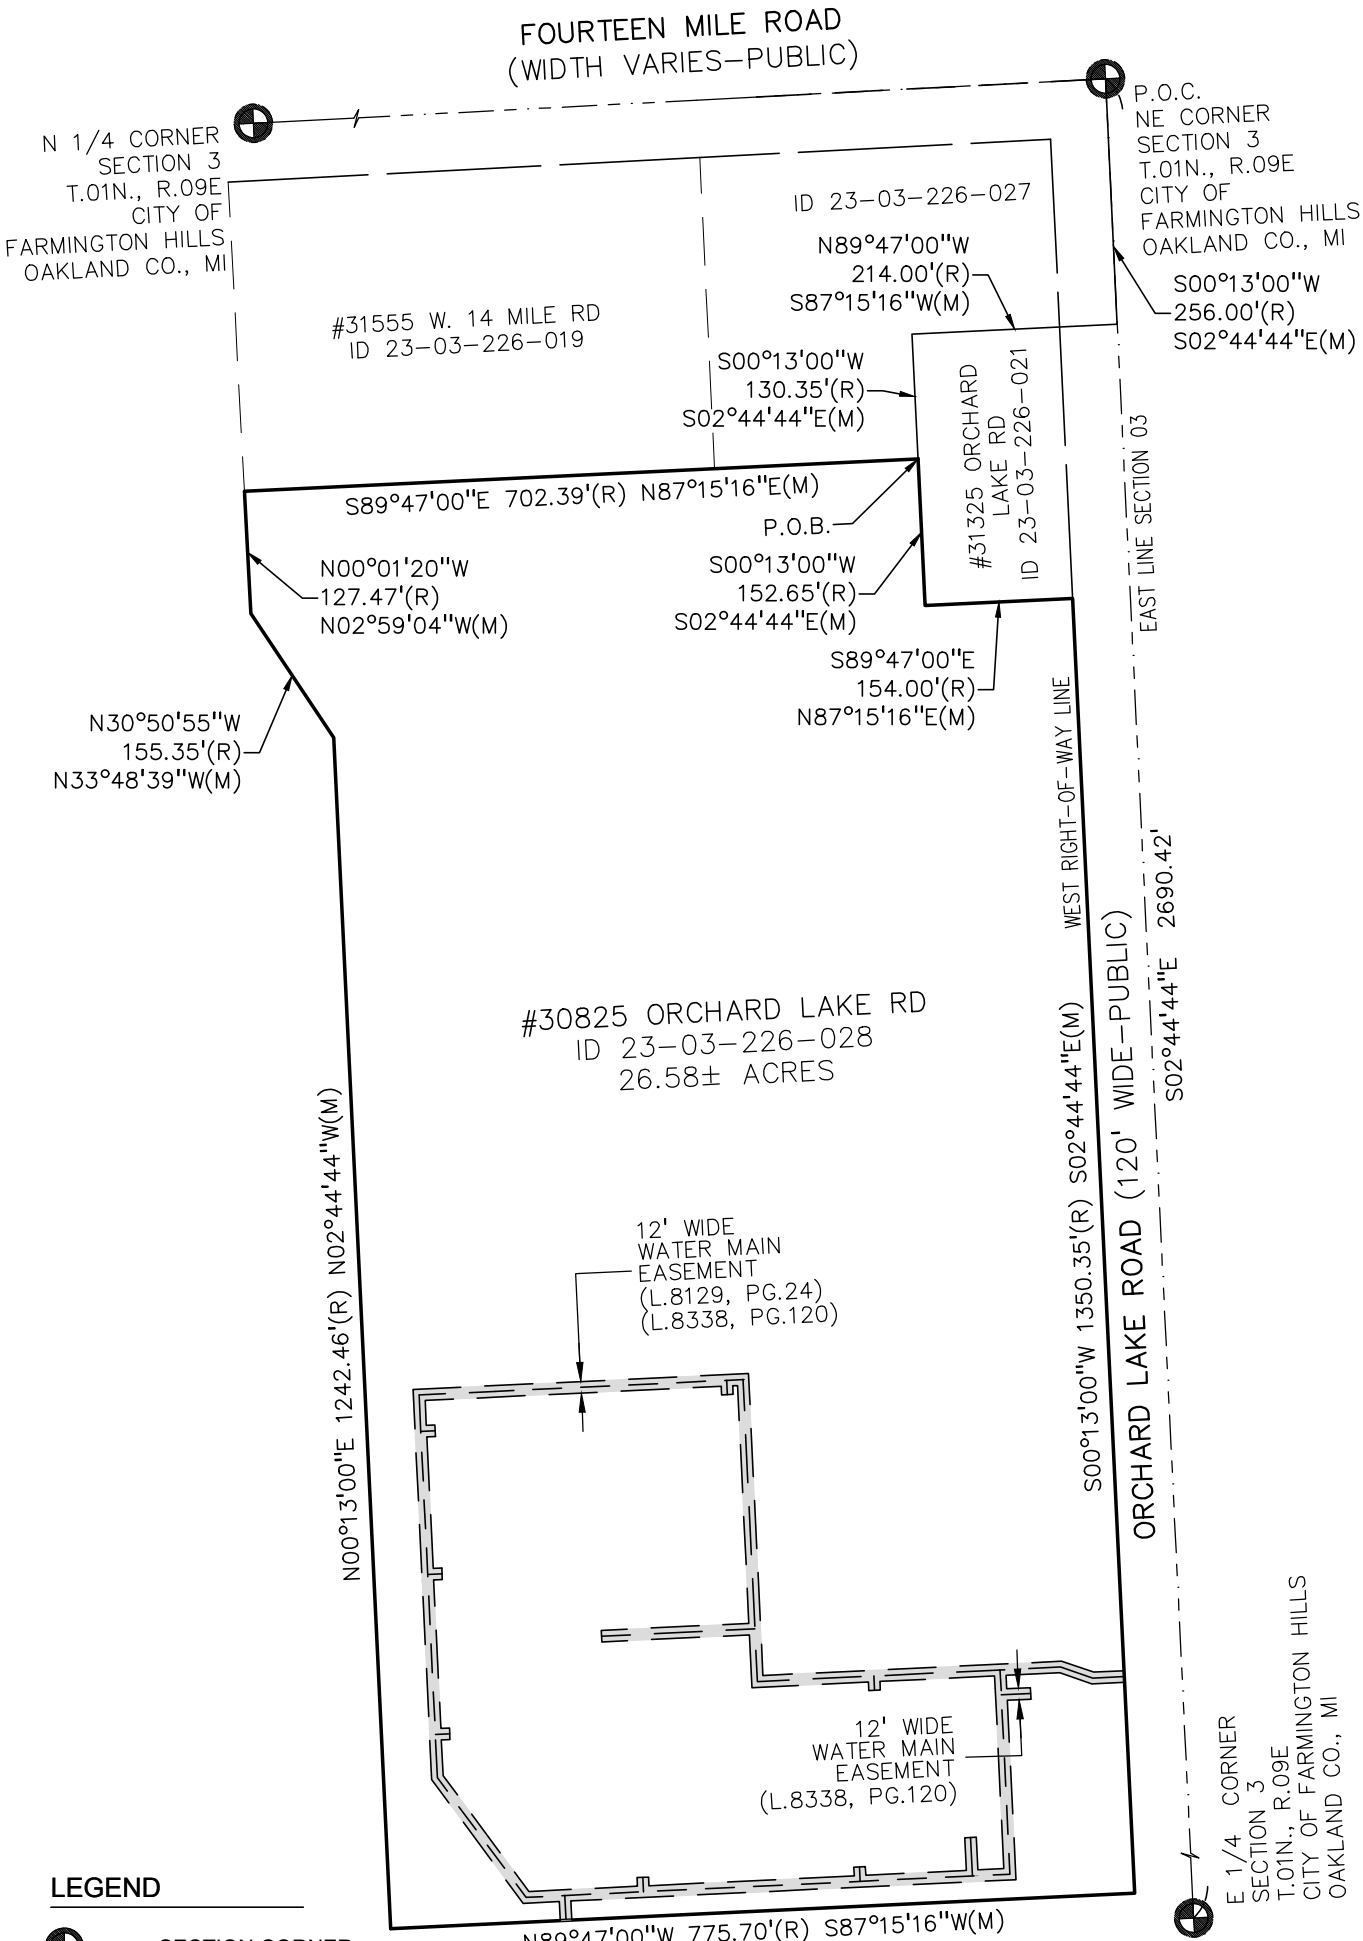 FOURTEEN MILE ROAD
(WIDTH VARIES-PUBLIC)
N 1/4 CORNER
SECTION 3
T.01N., R.09E
CITY OF
FARMINGTON HILLS
OAKLAND CO., MI
P.O.C.
NE CORNER
SECTION 3
T.01N., R.09E
CITY OF
FARMINGTON HILLS
OAKLAND CO., MI
ID 23-03-226-027
N89°47'00"W
214.00'(R)
S87°15'16"W(M)
S00°13'00"W
256.00'(R)
S02°44'44"E(M)
#31555 W. 14 MILE RD
ID 23-03-226-019
S00°13'00"W
130.35'(R)
S02°44'44"E(M)
#31325 ORCHARD
LAKE RD
ID 23-03-226-021
EAST LINE SECTION 03
S89°47'00"E 702.39'(R) N87°15'16"E(M)
P.O.B.
N00°01'20"W
127.47'(R)
N02°59'04"W(M)
S00°13'00"W
152.65'(R)
S02°44'44"E(M)
S89°47'00"E
154.00'(R)
N87°15'16"E(M)
N30°50'55"W
155.35'(R)
N33°48'39"W(M)
WEST RIGHT-OF-WAY LINE
S02°44'44"E 2690.42'
#30825 ORCHARD LAKE RD
ID 23-03-226-028
26.58± ACRES
N00°13'00"E 1242.46'(R) N02°44'44"W(M)
S00°13'00"W 1350.35'(R) S02°44'44"E(M)
ORCHARD LAKE ROAD (120' WIDE-PUBLIC)
12' WIDE
WATER MAIN
EASEMENT
(L.8129, PG.24)
(L.8338, PG.120)
12' WIDE
WATER MAIN
EASEMENT
(L.8338, PG.120)
E 1/4 CORNER
SECTION 3
T.01N., R.09E
CITY OF FARMINGTON HILLS
OAKLAND CO., MI
LEGEND
SECTION CORNER
N89°47'00"W 775.70'(R) S87°15'16"W(M)